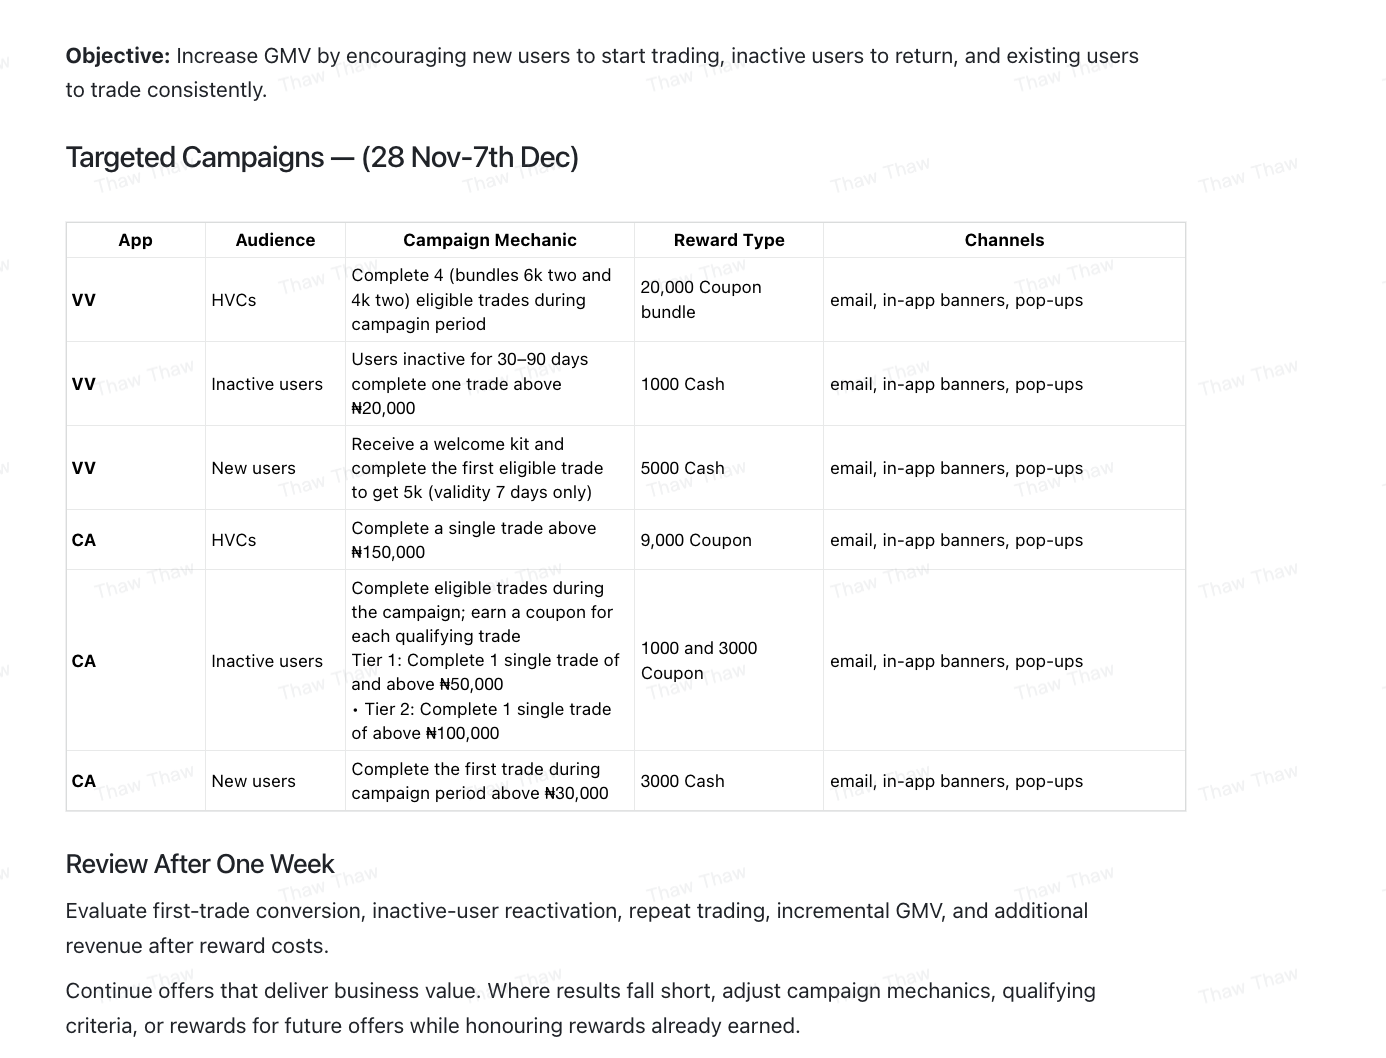 Objective: Increase GMV by encouraging new users to start trading, inactive users to return, and existing users
to trade consistently.
Targeted Campaigns — (28 Nov-7th Dec)
App Audience Campaign Mechanic Reward Type Channels
VV
HVCs
Complete 4 (bundles 6k two and
4k two) eligible trades during
campagin period
20,000 Coupon
bundle
email, in-app banners, pop-ups
VV
Inactive users
Users inactive for 30–90 days
complete one trade above
₦20,000
1000 Cash
email, in-app banners, pop-ups
VV
New users
Receive a welcome kit and
complete the first eligible trade
to get 5k (validity 7 days only)
5000 Cash
email, in-app banners, pop-ups
CA
HVCs
Complete a single trade above
₦150,000
9,000 Coupon
email, in-app banners, pop-ups
CA
Inactive users
Complete eligible trades during
the campaign; earn a coupon for
each qualifying trade
Tier 1: Complete 1 single trade of
and above ₦50,000
• Tier 2: Complete 1 single trade
of above ₦100,000
1000 and 3000
Coupon
email, in-app banners, pop-ups
CA
New users
Complete the first trade during
campaign period above ₦30,000
3000 Cash
email, in-app banners, pop-ups
Review After One Week
Evaluate first-trade conversion, inactive-user reactivation, repeat trading, incremental GMV, and additional
revenue after reward costs.
Continue offers that deliver business value. Where results fall short, adjust campaign mechanics, qualifying
criteria, or rewards for future offers while honouring rewards already earned.
Thaw Thaw